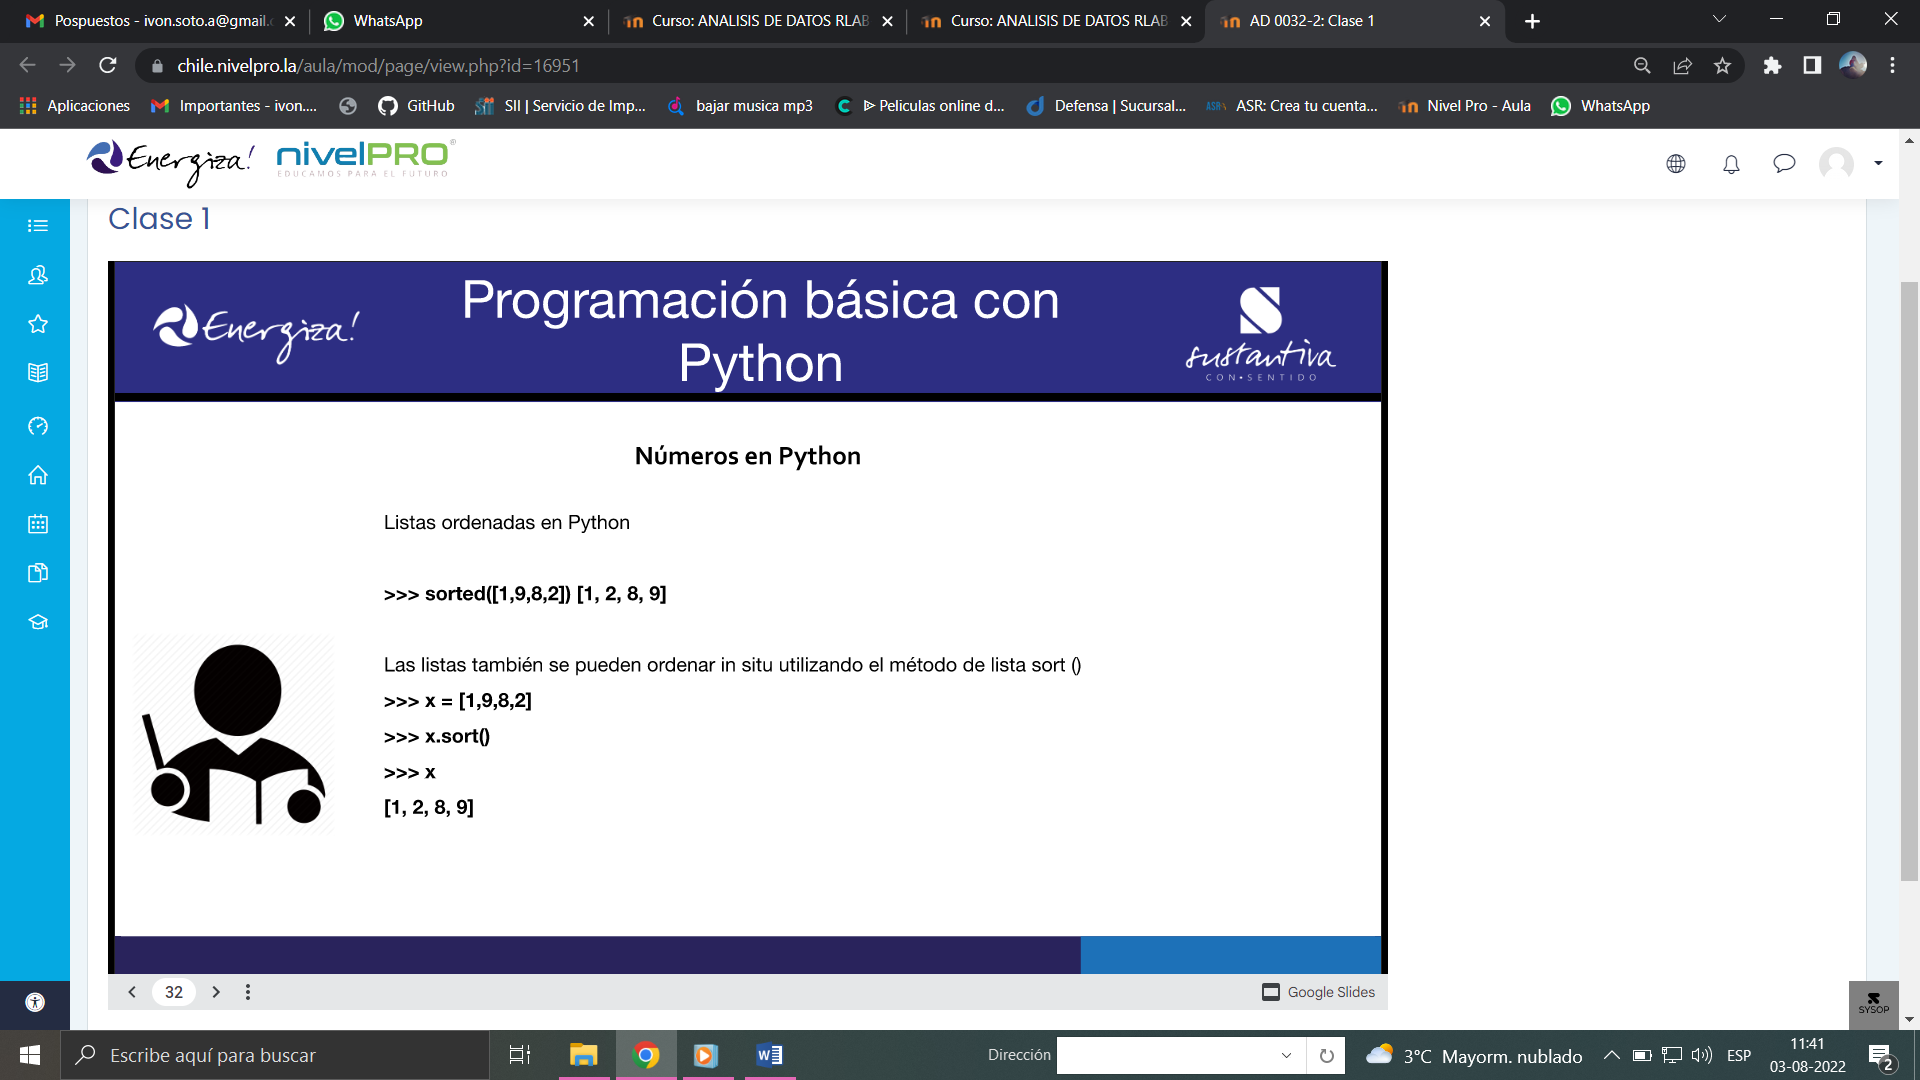 Pospuestos - ivon.soto.a@gmail.c
WhatsApp
Curso: ANALISIS DE DATOS RLAB
Curso: ANALISIS DE DATOS RLAB
AD 0032-2: Clase 1
chile.nivelpro.la/aula/mod/page/view.php?id=16951
Aplicaciones
Importantes - ivon....
GitHub
SII | Servicio de Imp...
bajar musica mp3
Peliculas online d...
Defensa | Sucursal...
ASR: Crea tu cuenta...
Nivel Pro - Aula
WhatsApp
Energiza!
nivelPRO
EDUCAMOS PARA EL FUTURO
Clase 1
Energiza!
Programación básica con
Python
sustantiva
CON•SENTIDO
Números en Python
Listas ordenadas en Python
>>> sorted([1,9,8,2]) [1, 2, 8, 9]
Las listas también se pueden ordenar in situ utilizando el método de lista sort ()
>>> x = [1,9,8,2]
>>> x.sort()
>>> x
[1, 2, 8, 9]
32
Google Slides
SYSOP
Escribe aquí para buscar
Dirección
3°C Mayorm. nublado
ESP
11:41
03-08-2022
2